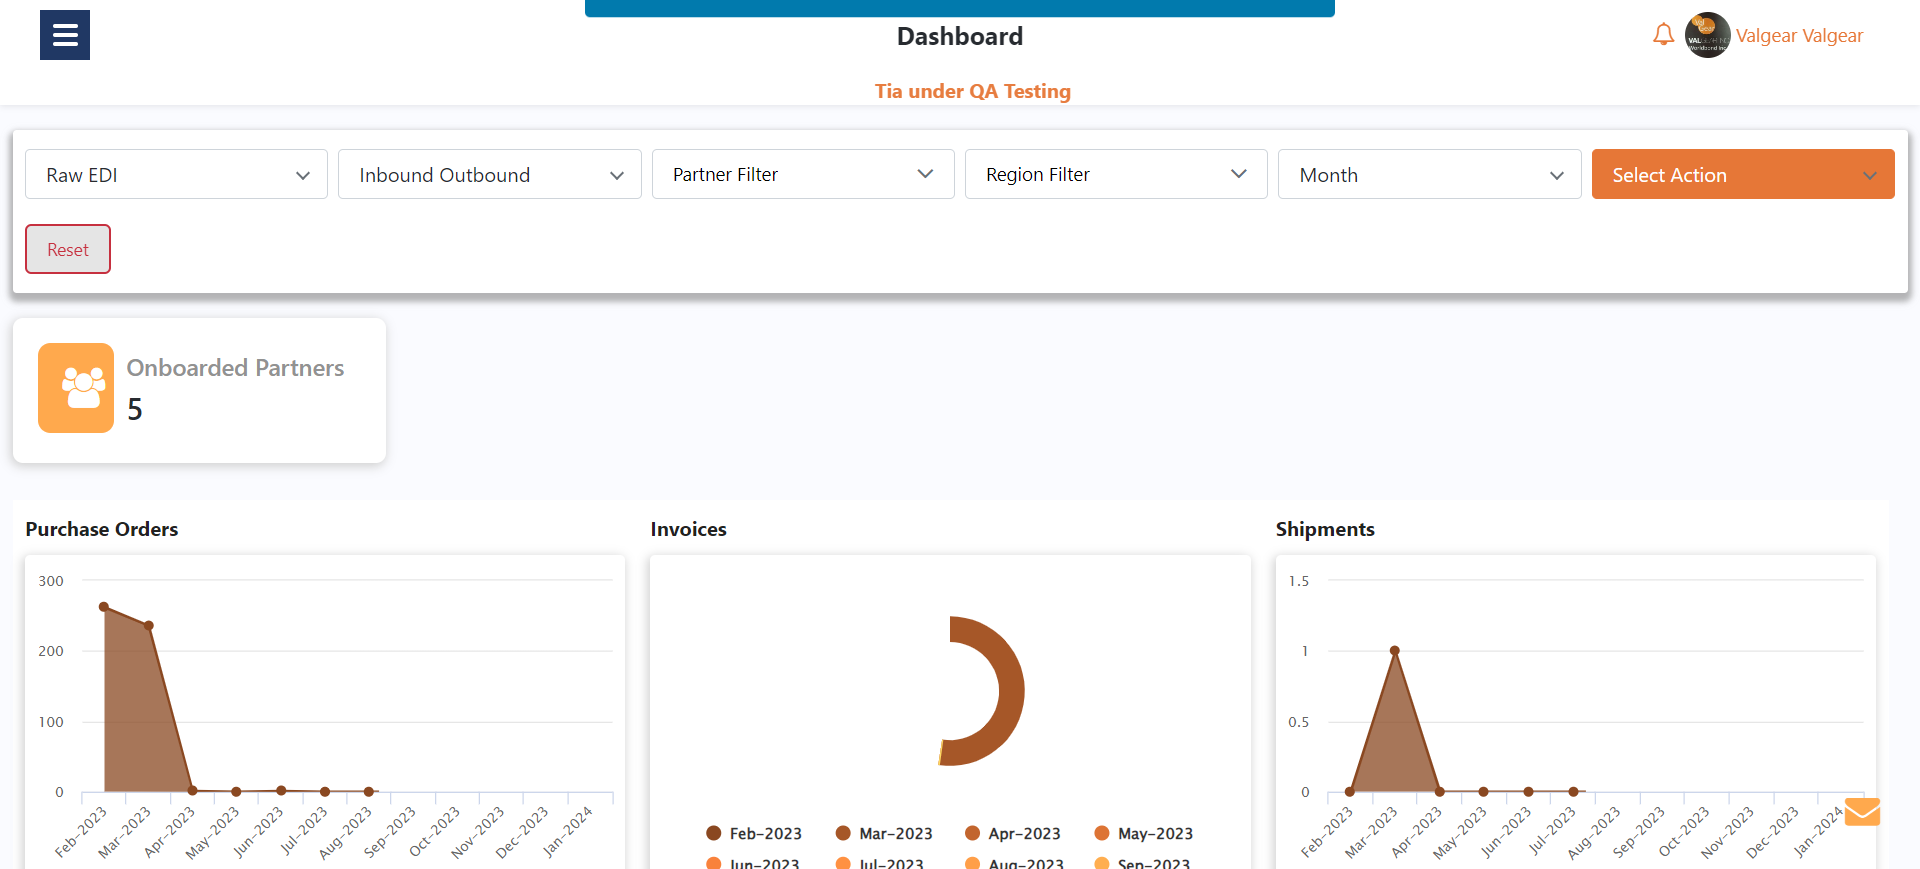 Dashboard
Valgear Valgear
Tia under QA Testing
Raw EDI
Inbound Outbound
Partner Filter
Region Filter
Month
Select Action
Reset
Onboarded Partners
5
Purchase Orders
300
200
100
0
Feb-2023
Mar-2023
Apr-2023
May-2023
Jun-2023
Jul-2023
Aug-2023
Sep-2023
Oct-2023
Nov-2023
Dec-2023
Jan-2024
Invoices
Feb-2023
Mar-2023
Apr-2023
May-2023
Jun-2023
Jul-2023
Aug-2023
Sep-2023
Shipments
1.5
1
0.5
0
Feb-2023
Mar-2023
Apr-2023
May-2023
Jun-2023
Jul-2023
Aug-2023
Sep-2023
Oct-2023
Nov-2023
Dec-2023
Jan-2024